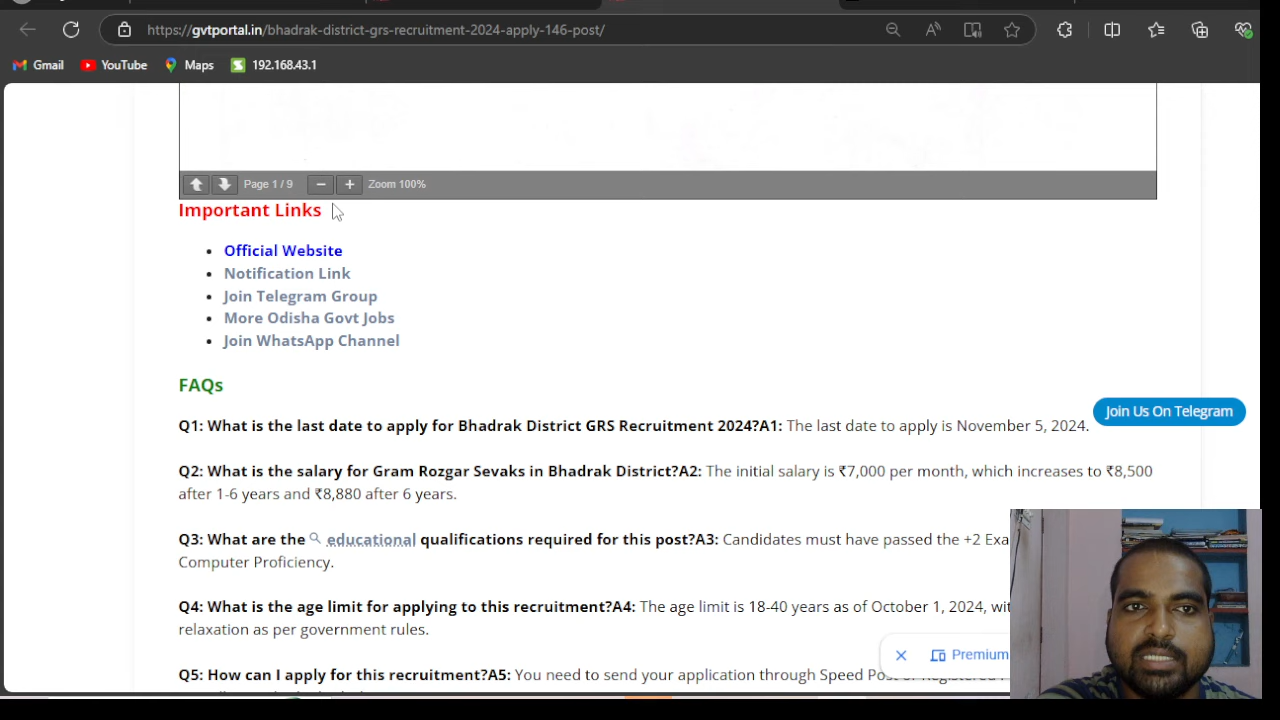 https://gvtportal.in/bhadrak-district-grs-recruitment-2024-apply-146-post/
Gmail YouTube Maps 192.168.43.1
Page 1 / 9 Zoom 100%
Important Links
Official Website
Notification Link
Join Telegram Group
More Odisha Govt Jobs
Join WhatsApp Channel
FAQs
Join Us On Telegram
Q1: What is the last date to apply for Bhadrak District GRS Recruitment 2024?A1: The last date to apply is November 5, 2024.
Q2: What is the salary for Gram Rozgar Sevaks in Bhadrak District?A2: The initial salary is ₹7,000 per month, which increases to ₹8,500
after 1-6 years and ₹8,880 after 6 years.
Q3: What are the educational qualifications required for this post?A3: Candidates must have passed the +2 Exa
Computer Proficiency.
Q4: What is the age limit for applying to this recruitment?A4: The age limit is 18-40 years as of October 1, 2024, wit
relaxation as per government rules.
Premium
Q5: How can I apply for this recruitment?A5: You need to send your application through Speed Post or Registered